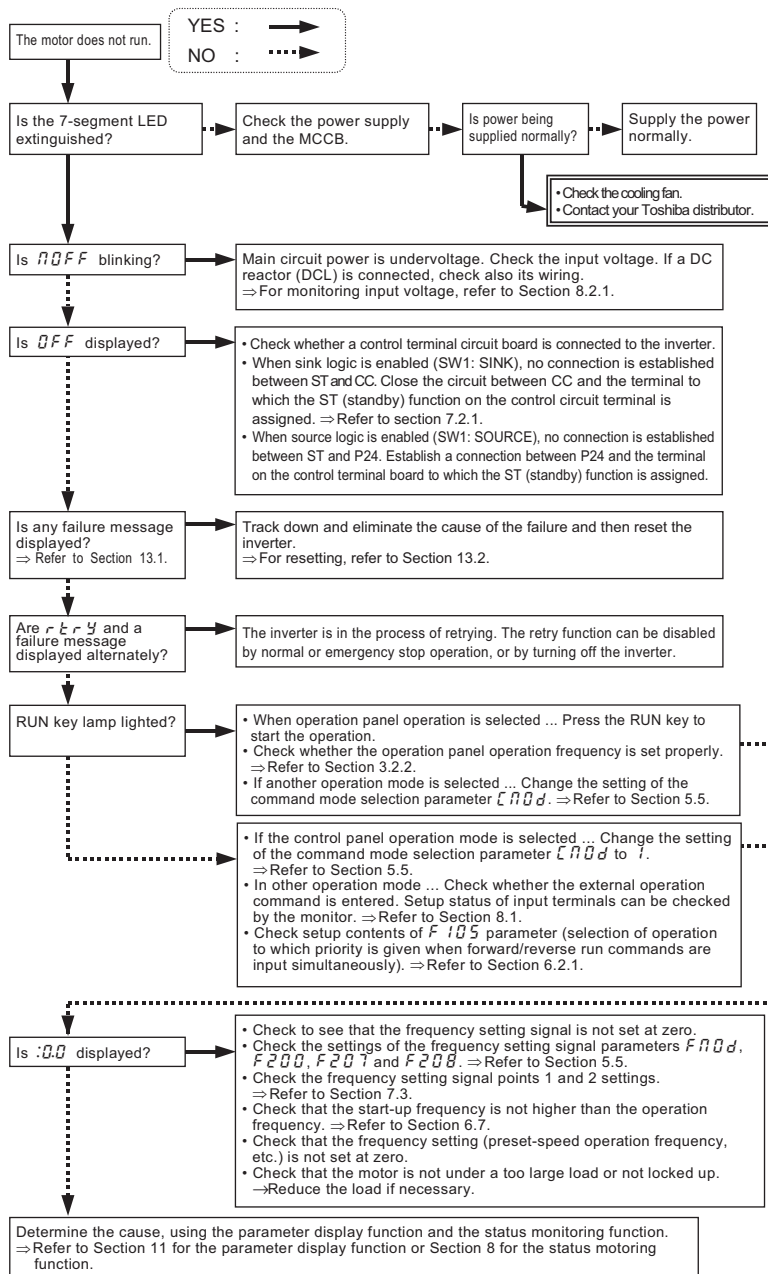 The motor does not run.
YES :
NO :
Is the 7-segment LED
extinguished?
Check the power supply
and the MCCB.
Is power being
supplied normally?
Supply the power
normally.
• Check the cooling fan.
• Contact your Toshiba distributor.
Is MOFF blinking?
Main circuit power is undervoltage. Check the input voltage. If a DC
reactor (DCL) is connected, check also its wiring.
⇒ For monitoring input voltage, refer to Section 8.2.1.
Is OFF displayed?
• Check whether a control terminal circuit board is connected to the inverter.
• When sink logic is enabled (SW1: SINK), no connection is established
between ST and CC. Close the circuit between CC and the terminal to
which the ST (standby) function on the control circuit terminal is
assigned. ⇒ Refer to section 7.2.1.
• When source logic is enabled (SW1: SOURCE), no connection is established
between ST and P24. Establish a connection between P24 and the terminal
on the control terminal board to which the ST (standby) function is assigned.
Is any failure message
displayed?
⇒ Refer to Section 13.1.
Track down and eliminate the cause of the failure and then reset the
inverter.
⇒ For resetting, refer to Section 13.2.
Are rtry and a
failure message
displayed alternately?
The inverter is in the process of retrying. The retry function can be disabled
by normal or emergency stop operation, or by turning off the inverter.
RUN key lamp lighted?
• When operation panel operation is selected ... Press the RUN key to
start the operation.
• Check whether the operation panel operation frequency is set properly.
⇒ Refer to Section 3.2.2.
• If another operation mode is selected ... Change the setting of the
command mode selection parameter CMOd. ⇒ Refer to Section 5.5.
• If the control panel operation mode is selected ... Change the setting
of the command mode selection parameter CMOd to 1.
⇒ Refer to Section 5.5.
• In other operation mode ... Check whether the external operation
command is entered. Setup status of input terminals can be checked
by the monitor. ⇒ Refer to Section 8.1.
• Check setup contents of F105 parameter (selection of operation
to which priority is given when forward/reverse run commands are
input simultaneously). ⇒ Refer to Section 6.2.1.
Is :0.0 displayed?
• Check to see that the frequency setting signal is not set at zero.
• Check the settings of the frequency setting signal parameters FMOd,
F200, F207 and F208. ⇒ Refer to Section 5.5.
• Check the frequency setting signal points 1 and 2 settings.
⇒ Refer to Section 7.3.
• Check that the start-up frequency is not higher than the operation
frequency. ⇒ Refer to Section 6.7.
• Check that the frequency setting (preset-speed operation frequency,
etc.) is not set at zero.
• Check that the motor is not under a too large load or not locked up.
→Reduce the load if necessary.
Determine the cause, using the parameter display function and the status monitoring function.
⇒ Refer to Section 11 for the parameter display function or Section 8 for the status motoring
function.